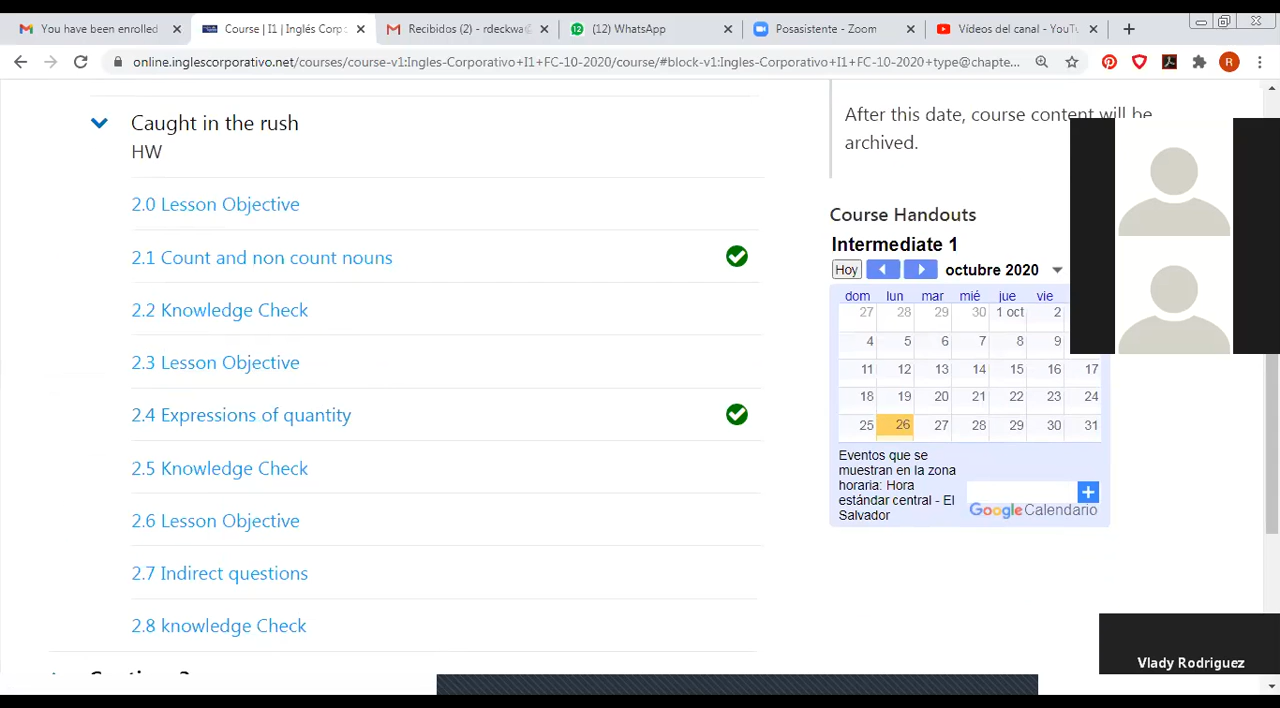 You have been enrolled
Course | I1 | Inglés Corp
Recibidos (2) - rdeckwa
12
(12) WhatsApp
Posasistente - Zoom
Vídeos del canal - YouTu
online.inglescorporativo.net/courses/course-v1:Ingles-Corporativo+I1+FC-10-2020/course/#block-v1:Ingles-Corporativo+I1+FC-10-2020+type@chapte...
R
Caught in the rush
HW
2.0 Lesson Objective
2.1 Count and non count nouns
2.2 Knowledge Check
2.3 Lesson Objective
2.4 Expressions of quantity
2.5 Knowledge Check
2.6 Lesson Objective
2.7 Indirect questions
2.8 knowledge Check
After this date, course content will be
archived.
Course Handouts
Intermediate 1
Hoy octubre 2020
dom lun mar mié jue vie
27 28 29 30 1 oct 2
4 5 6 7 8 9
11 12 13 14 15 16 17
18 19 20 21 22 23 24
25 26 27 28 29 30 31
Eventos que se
muestran en la zona
horaria: Hora
estándar central - El
Salvador
Google Calendario
Vlady Rodriguez